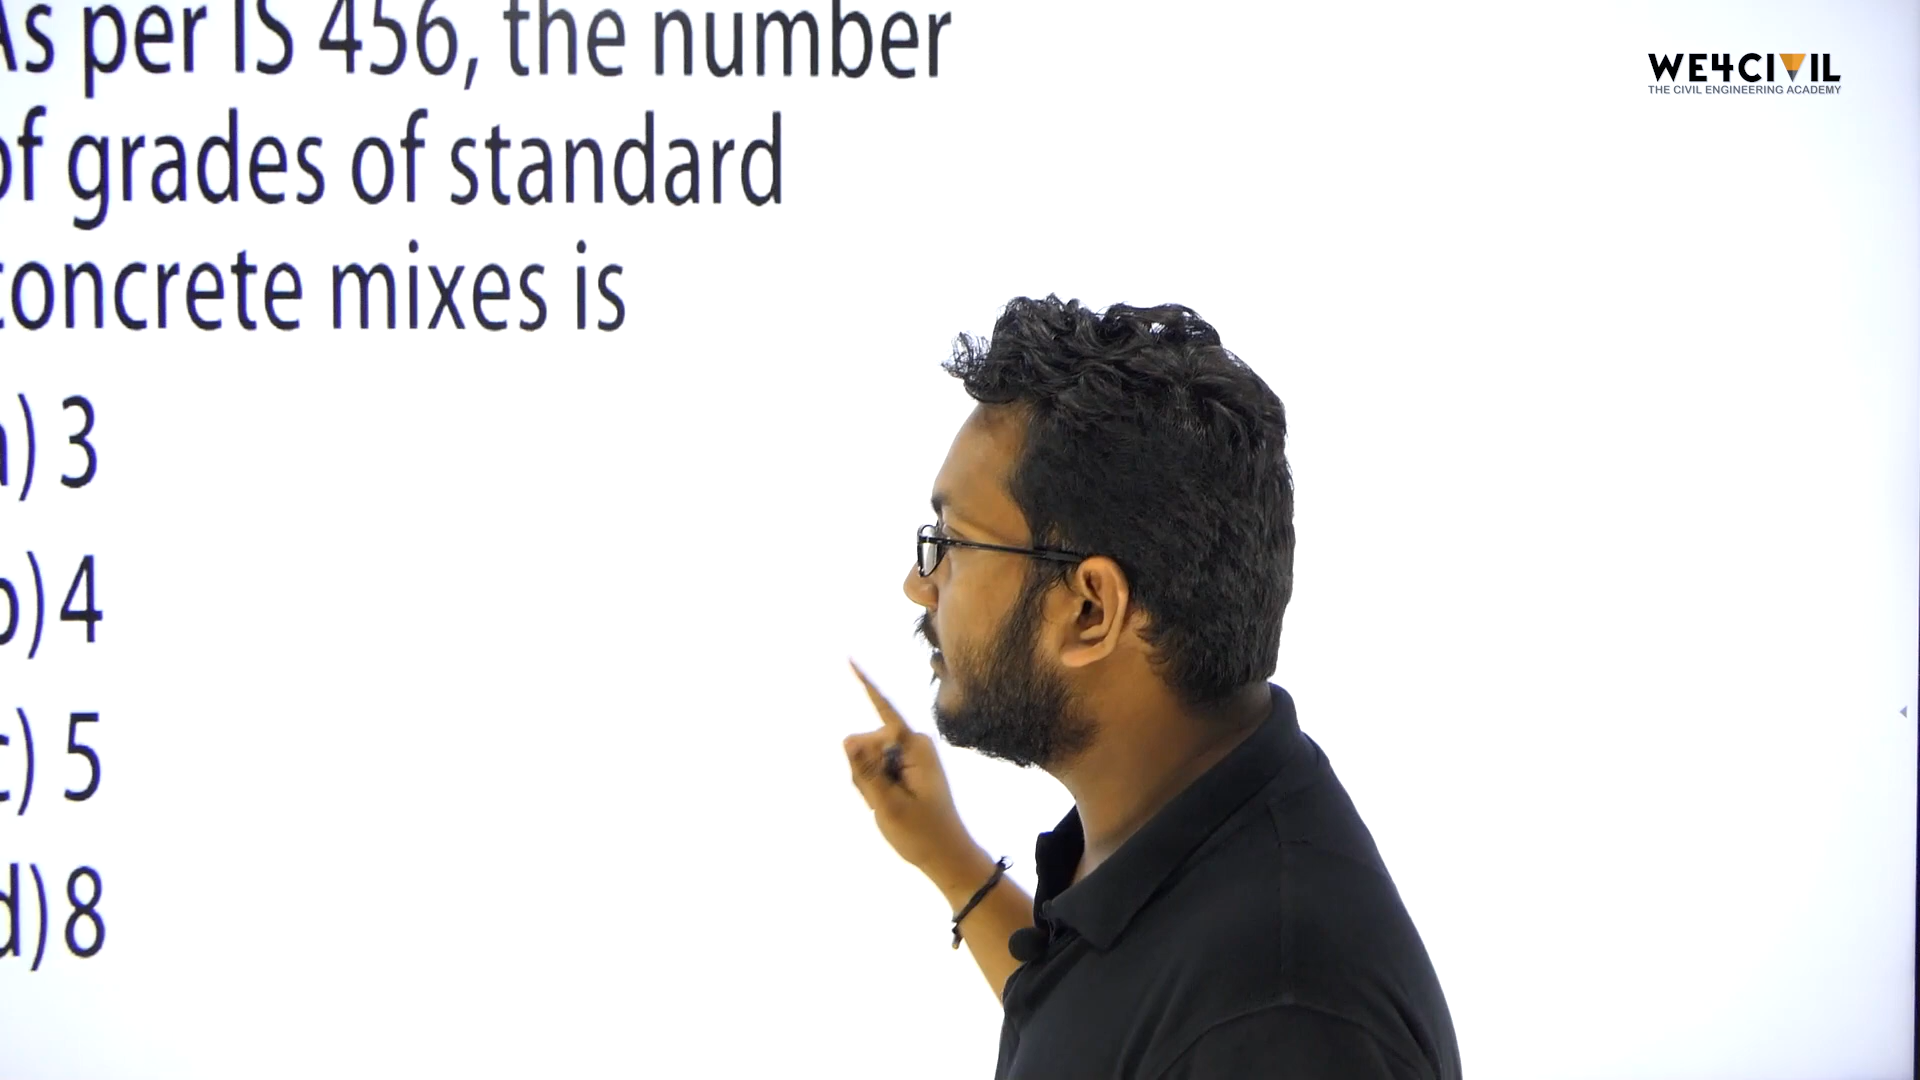 As per IS 456, the number
of grades of standard
concrete mixes is
a) 3
b) 4
c) 5
d) 8
WE4CIVIL
THE CIVIL ENGINEERING ACADEMY